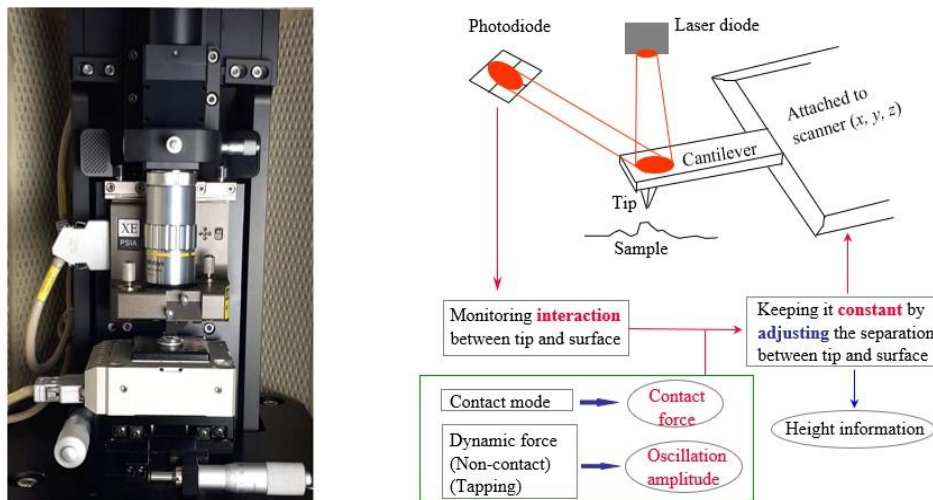 XE
PSIA
Photodiode
Laser diode
Attached to
scanner (x, y, z)
Cantilever
Tip
Sample
Monitoring interaction
between tip and surface
Keeping it constant by
adjusting the separation
between tip and surface
Contact mode
Contact
force
Dynamic force
(Non-contact)
(Tapping)
Oscillation
amplitude
Height information